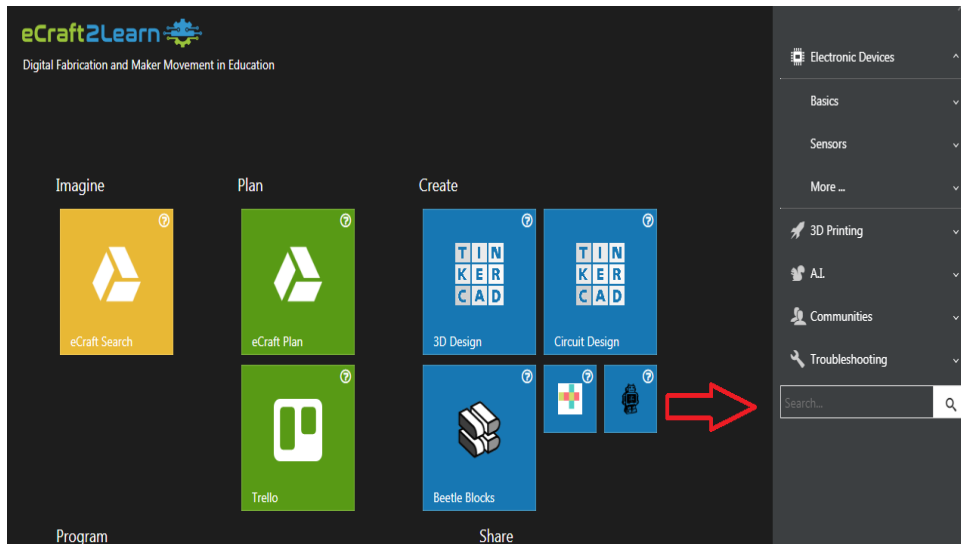 eCraft2Learn
Digital Fabrication and Maker Movement in Education
Imagine
Plan
Create
eCraft Search
eCraft Plan
TIN
KER
CAD
3D Design
TIN
KER
CAD
Circuit Design
Trello
Beetle Blocks
Program
Share
Electronic Devices
Basics
Sensors
More ...
3D Printing
A.I.
Communities
Troubleshooting
Search...